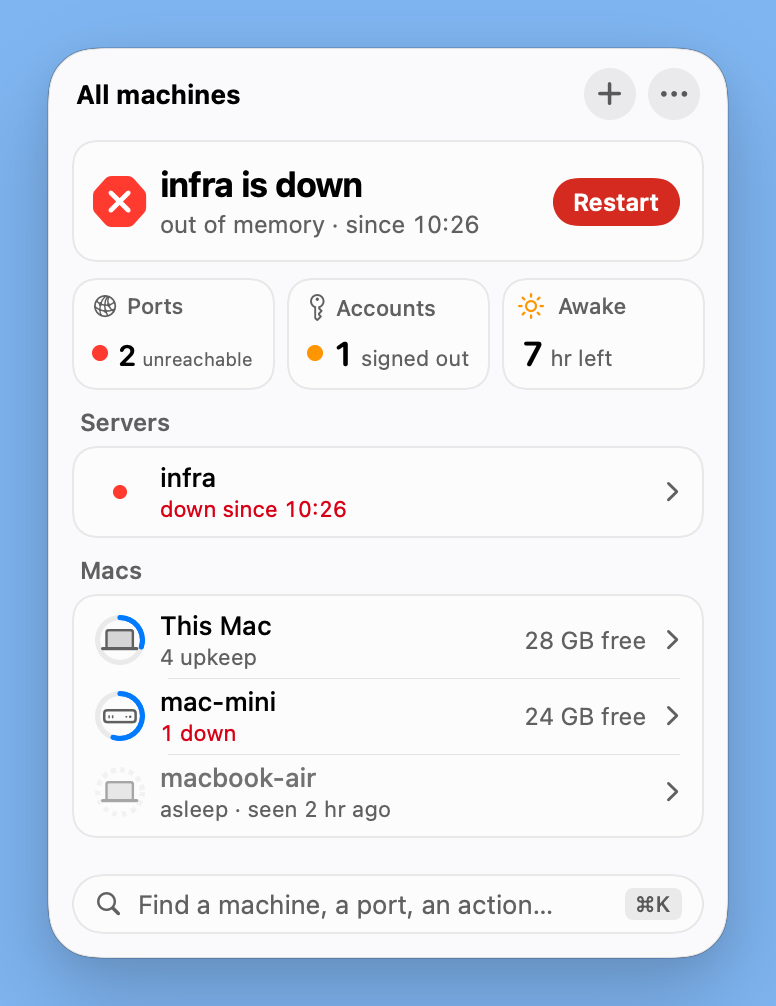 All machines
infra is down
out of memory · since 10:26
Restart
Ports
2 unreachable
Accounts
1 signed out
Awake
7 hr left
Servers
infra
down since 10:26
Macs
This Mac
4 upkeep
28 GB free
mac-mini
1 down
24 GB free
macbook-air
asleep · seen 2 hr ago
Find a machine, a port, an action...
⌘K